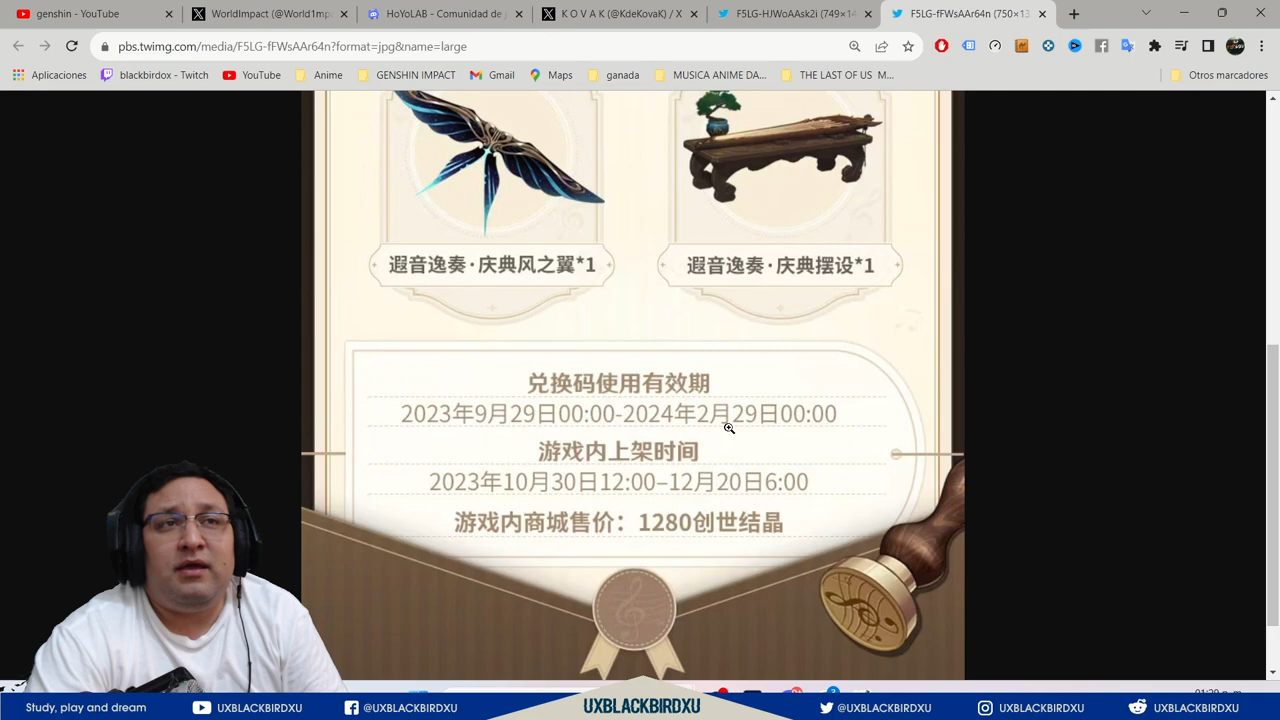 genshin - YouTube
WorldImpact (@World1mpa
HoYoLAB - Comunidad de
K O V A K (@KdeKovaK) / X
F5LG-HJWoAAsk2i (749×14
F5LG-fFWsAAr64n (750×13
pbs.twimg.com/media/F5LG-fFWsAAr64n?format=jpg&name=large
Aplicaciones
blackbirdox - Twitch
YouTube
Anime
GENSHIN IMPACT
Gmail
Maps
ganada
MUSICA ANIME DA...
THE LAST OF US M...
Otros marcadores
遐音逸奏·庆典风之翼*1
遐音逸奏·庆典摆设*1
兑换码使用有效期
2023年9月29日00:00-2024年2月29日00:00
游戏内上架时间
2023年10月30日12:00–12月20日6:00
游戏内商城售价：1280创世结晶
Study, play and dream
UXBLACKBIRDXU
@UXBLACKBIRDXU
UXBLACKBIRDXU
@UXBLACKBIRDXU
UXBLACKBIRDXU
UXBLACKBIRDXU